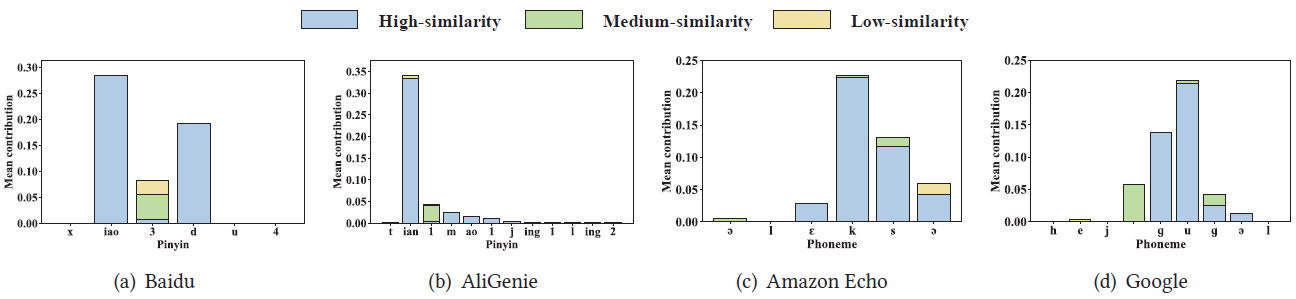 High-similarity Medium-similarity Low-similarity
Mean contribution
0.30
0.25
0.20
0.15
0.10
0.05
0.00
x iao 3 d u 4
Pinyin
(a) Baidu
Mean contribution
0.35
0.30
0.25
0.20
0.15
0.10
0.05
0.00
t ian 1 m ao 1 j ing 1 l ing 2
Pinyin
(b) AliGenie
Mean contribution
0.25
0.20
0.15
0.10
0.05
0.00
ə l ɛ k s ə
Phoneme
(c) Amazon Echo
Mean contribution
0.25
0.20
0.15
0.10
0.05
0.00
h e j g u g ə l
Phoneme
(d) Google